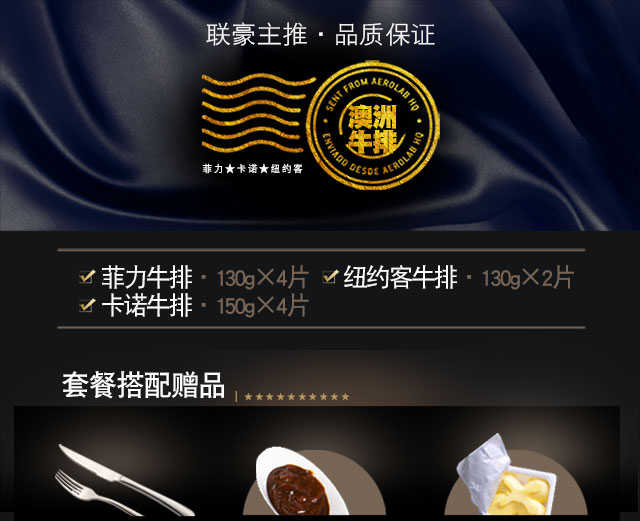 联豪主推·品质保证
SENT FROM AEROLAB HQ
澳洲
牛排
ENVIADO DESDE AEROLAB HQ
菲力★卡诺★纽约客
菲力牛排·130g×4片 纽约客牛排·130g×2片
卡诺牛排·150g×4片
套餐搭配赠品 | ★★★★★★★★★★